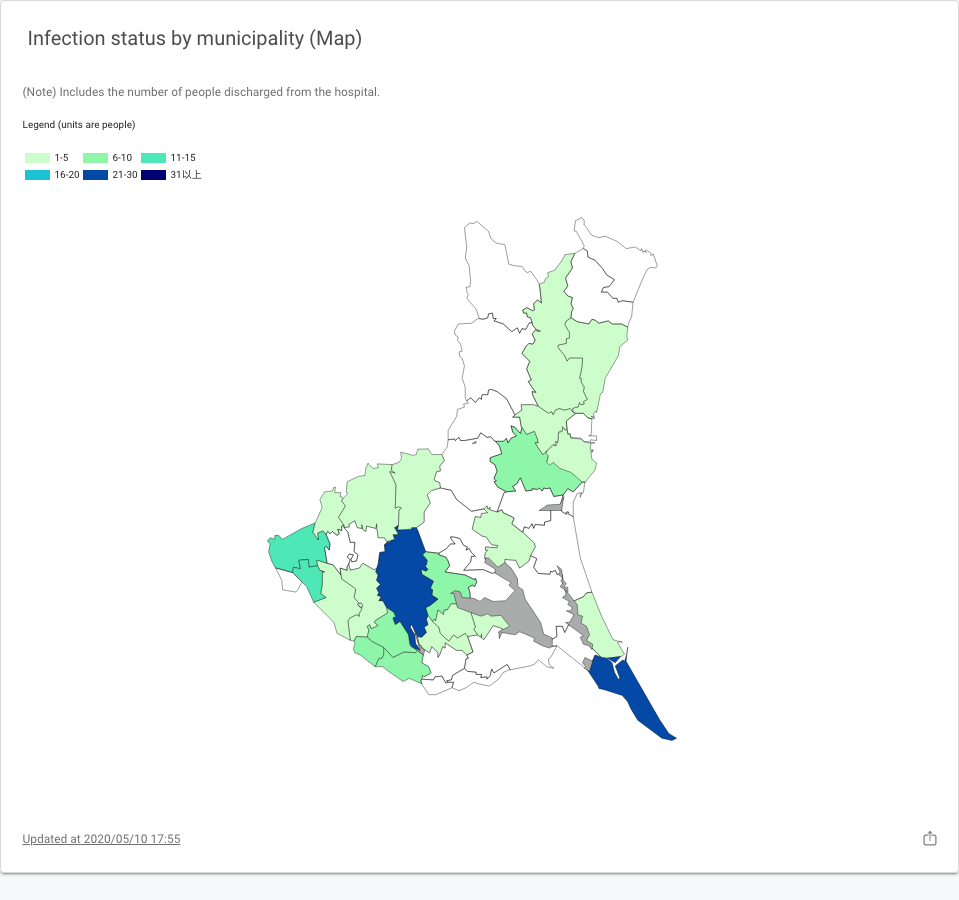 Infection status by municipality (Map)
(Note) Includes the number of people discharged from the hospital.
Legend (units are people)
1-5 6-10 11-15
16-20 21-30 31以上
Updated at 2020/05/10 17:55